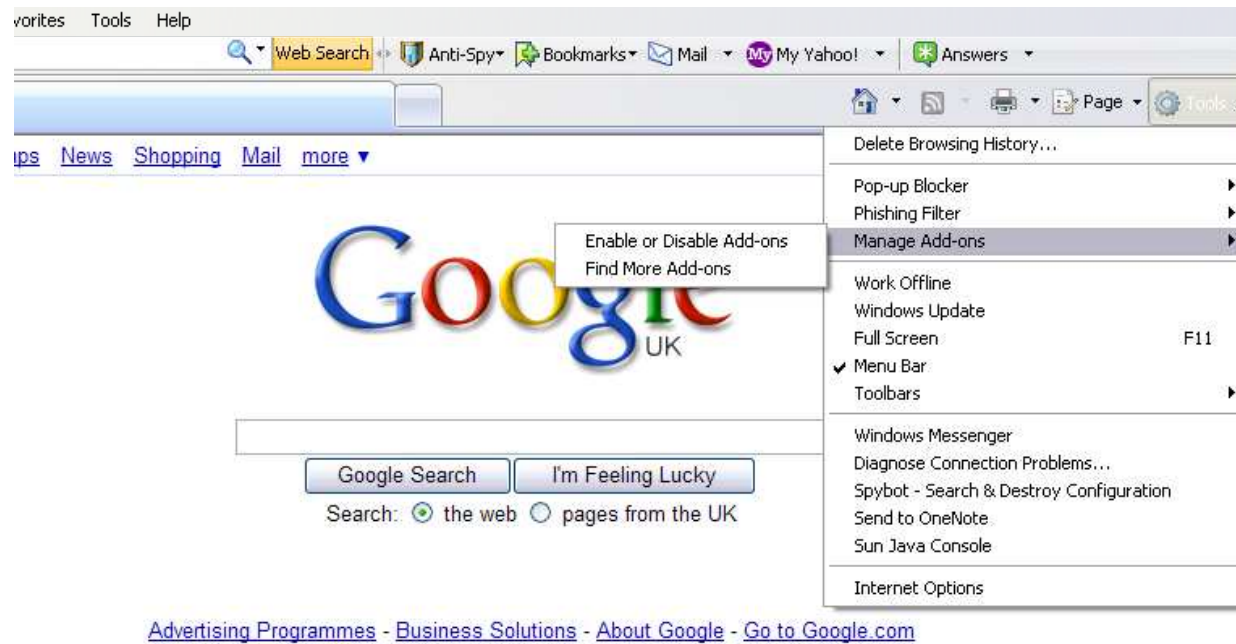 Tools Help
Web Search Anti-Spy Bookmarks Mail My Yahoo! Answers
Page Tools
News Shopping Mail more
Google
UK
Google Search I'm Feeling Lucky
Search: the web pages from the UK
Advertising Programmes - Business Solutions - About Google - Go to Google.com
Delete Browsing History...
Pop-up Blocker
Phishing Filter
Manage Add-ons
Enable or Disable Add-ons
Find More Add-ons
Work Offline
Windows Update
Full Screen F11
Menu Bar
Toolbars
Windows Messenger
Diagnose Connection Problems...
Spybot - Search & Destroy Configuration
Send to OneNote
Sun Java Console
Internet Options